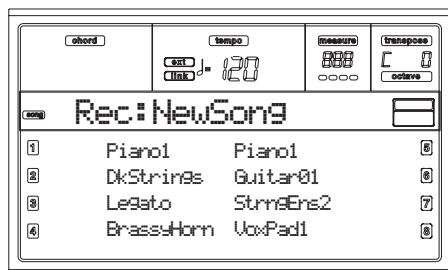 chord tempo measure transpose
ext ♩= 120 888 C 0
link octave
song Rec:NewSong
1 Piano1 Piano1 5
2 DkStrings Guitar01 6
3 Legato StrngEns2 7
4 BrassyHorn VoxPad1 8